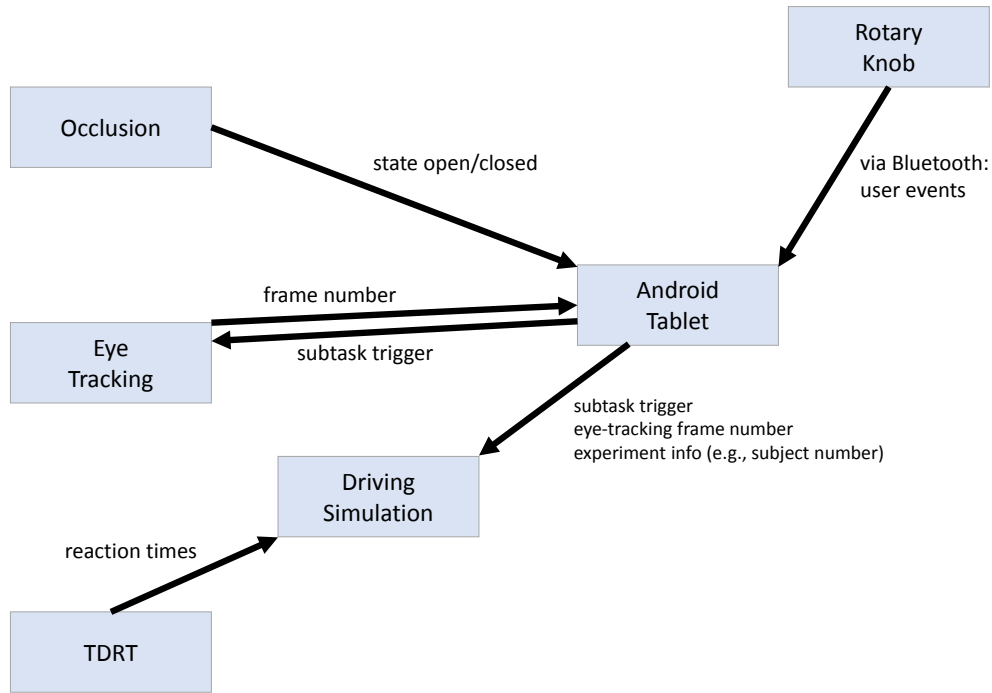 Rotary
Knob
Occlusion
state open/closed
via Bluetooth:
user events
Android
Tablet
frame number
subtask trigger
Eye
Tracking
subtask trigger
eye-tracking frame number
experiment info (e.g., subject number)
Driving
Simulation
reaction times
TDRT